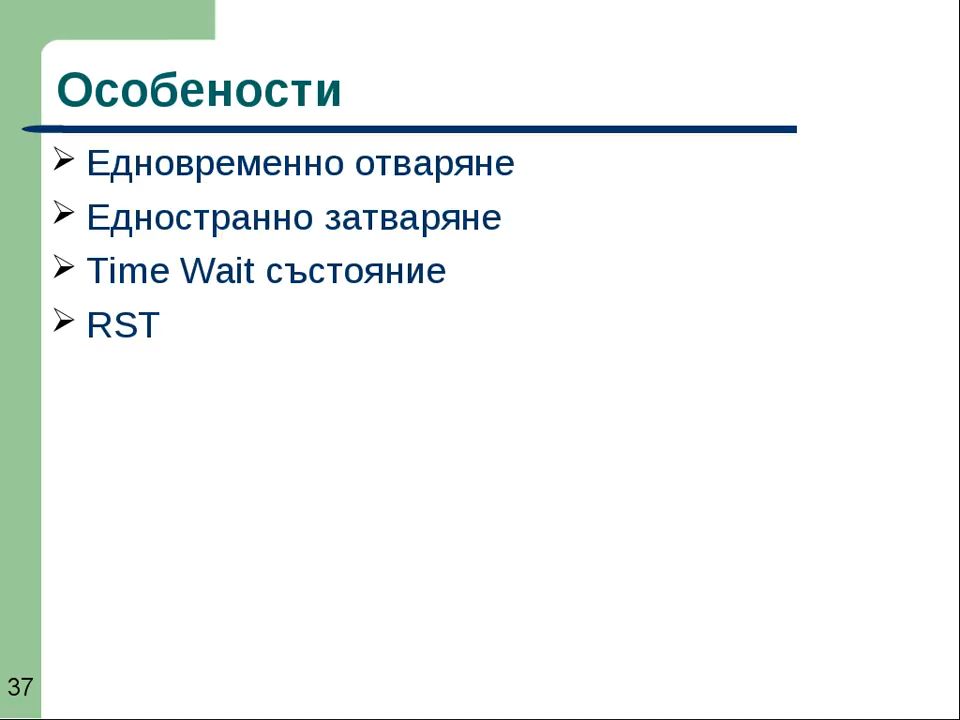 Особености
Едновременно отваряне
Едностранно затваряне
Time Wait състояние
RST
37